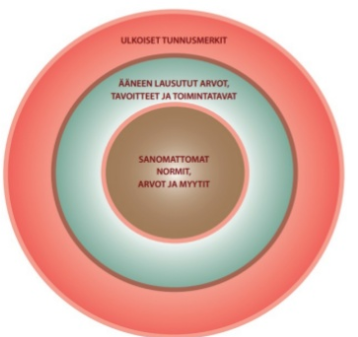 ULKOISET TUNNUSMERKIT
ÄÄNEEN LAUSUTUT ARVOT,
TAVOITTEET JA TOIMINTATAVAT
SANOMATTOMAT
NORMIT,
ARVOT JA MYYTIT